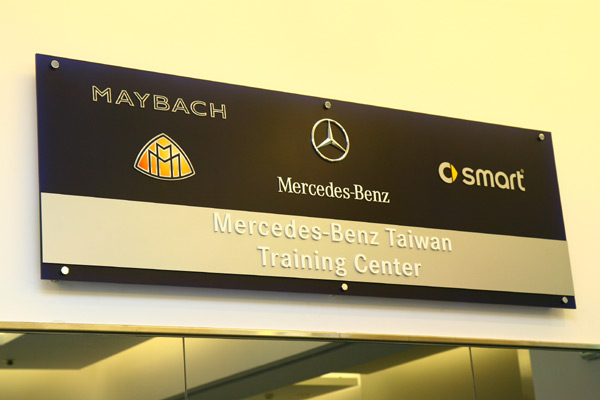 MAYBACH
Mercedes-Benz
smart
Mercedes-Benz Taiwan
Training Center